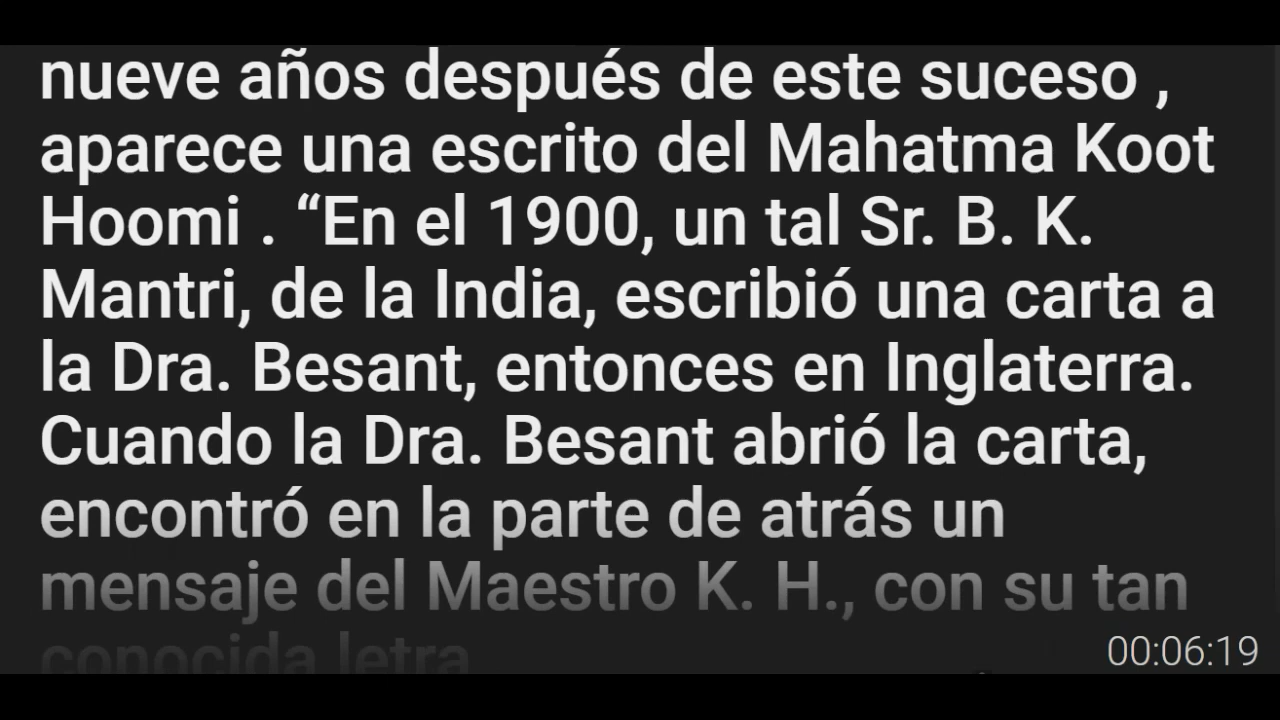 nueve años después de este suceso ,
aparece una escrito del Mahatma Koot
Hoomi . “En el 1900, un tal Sr. B. K.
Mantri, de la India, escribió una carta a
la Dra. Besant, entonces en Inglaterra.
Cuando la Dra. Besant abrió la carta,
encontró en la parte de atrás un
mensaje del Maestro K. H., con su tan
conocida letra
00:06:19